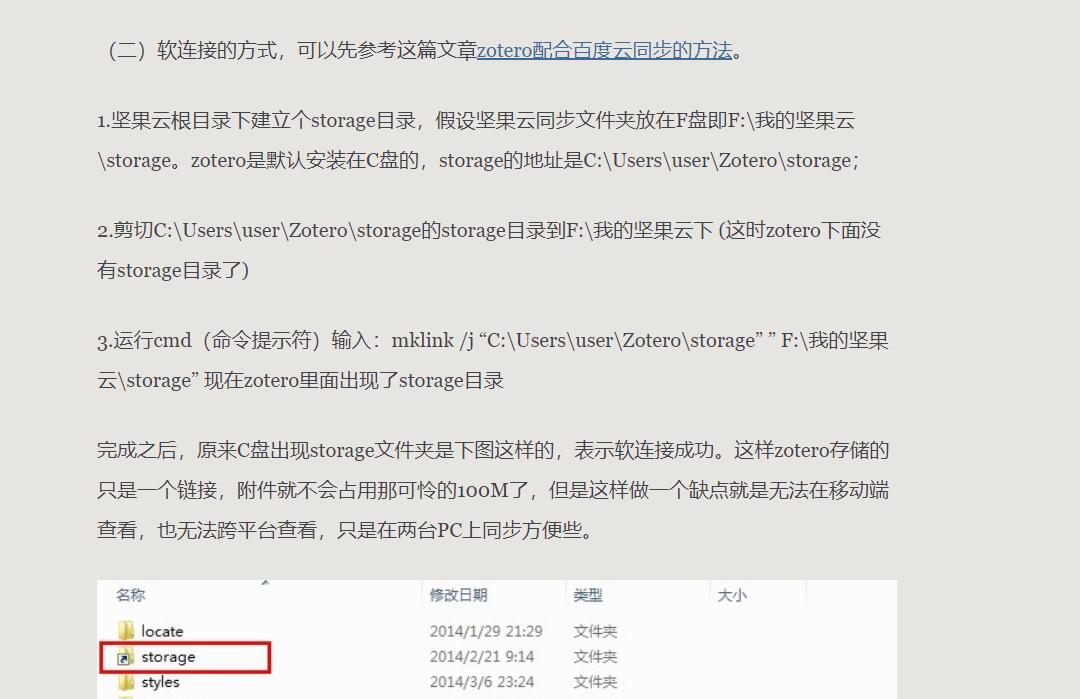 （二）软连接的方式，可以先参考这篇文章zotero配合百度云同步的方法。
1.坚果云根目录下建立个storage目录，假设坚果云同步文件夹放在F盘即F:\我的坚果云
\storage。zotero是默认安装在C盘的，storage的地址是C:\Users\user\Zotero\storage；
2.剪切C:\Users\user\Zotero\storage的storage目录到F:\我的坚果云下 (这时zotero下面没
有storage目录了)
3.运行cmd（命令提示符）输入：mklink /j “C:\Users\user\Zotero\storage” ” F:\我的坚果
云\storage” 现在zotero里面出现了storage目录
完成之后，原来C盘出现storage文件夹是下图这样的，表示软连接成功。这样zotero存储的
只是一个链接，附件就不会占用那可怜的100M了，但是这样做一个缺点就是无法在移动端
查看，也无法跨平台查看，只是在两台PC上同步方便些。
名称 修改日期 类型 大小
locate 2014/1/29 21:29 文件夹
storage 2014/2/21 9:14 文件夹
styles 2014/3/6 23:24 文件夹